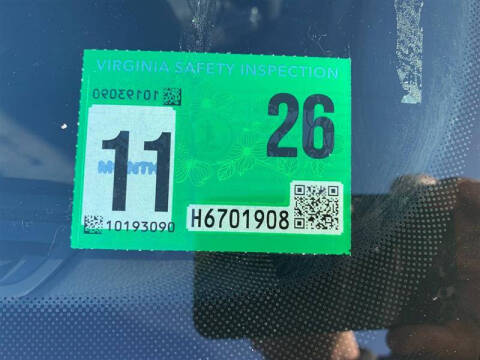 VIRGINIA SAFETY INSPECTION
10193090
11
26
MONTH
10193090
H6701908